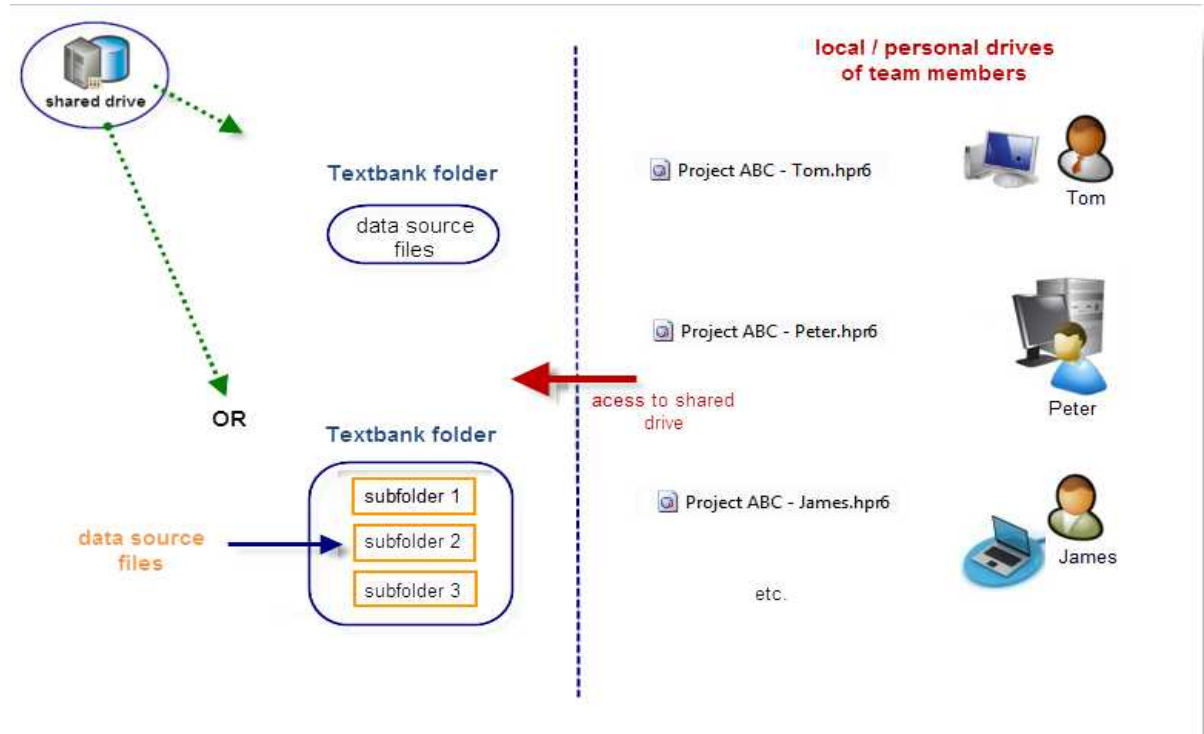 shared drive
local / personal drives
of team members
Textbank folder
data source
files
Project ABC - Tom.hpr6
Tom
Project ABC - Peter.hpr6
Peter
acess to shared
drive
OR
Textbank folder
subfolder 1
subfolder 2
subfolder 3
data source
files
Project ABC - James.hpr6
James
etc.